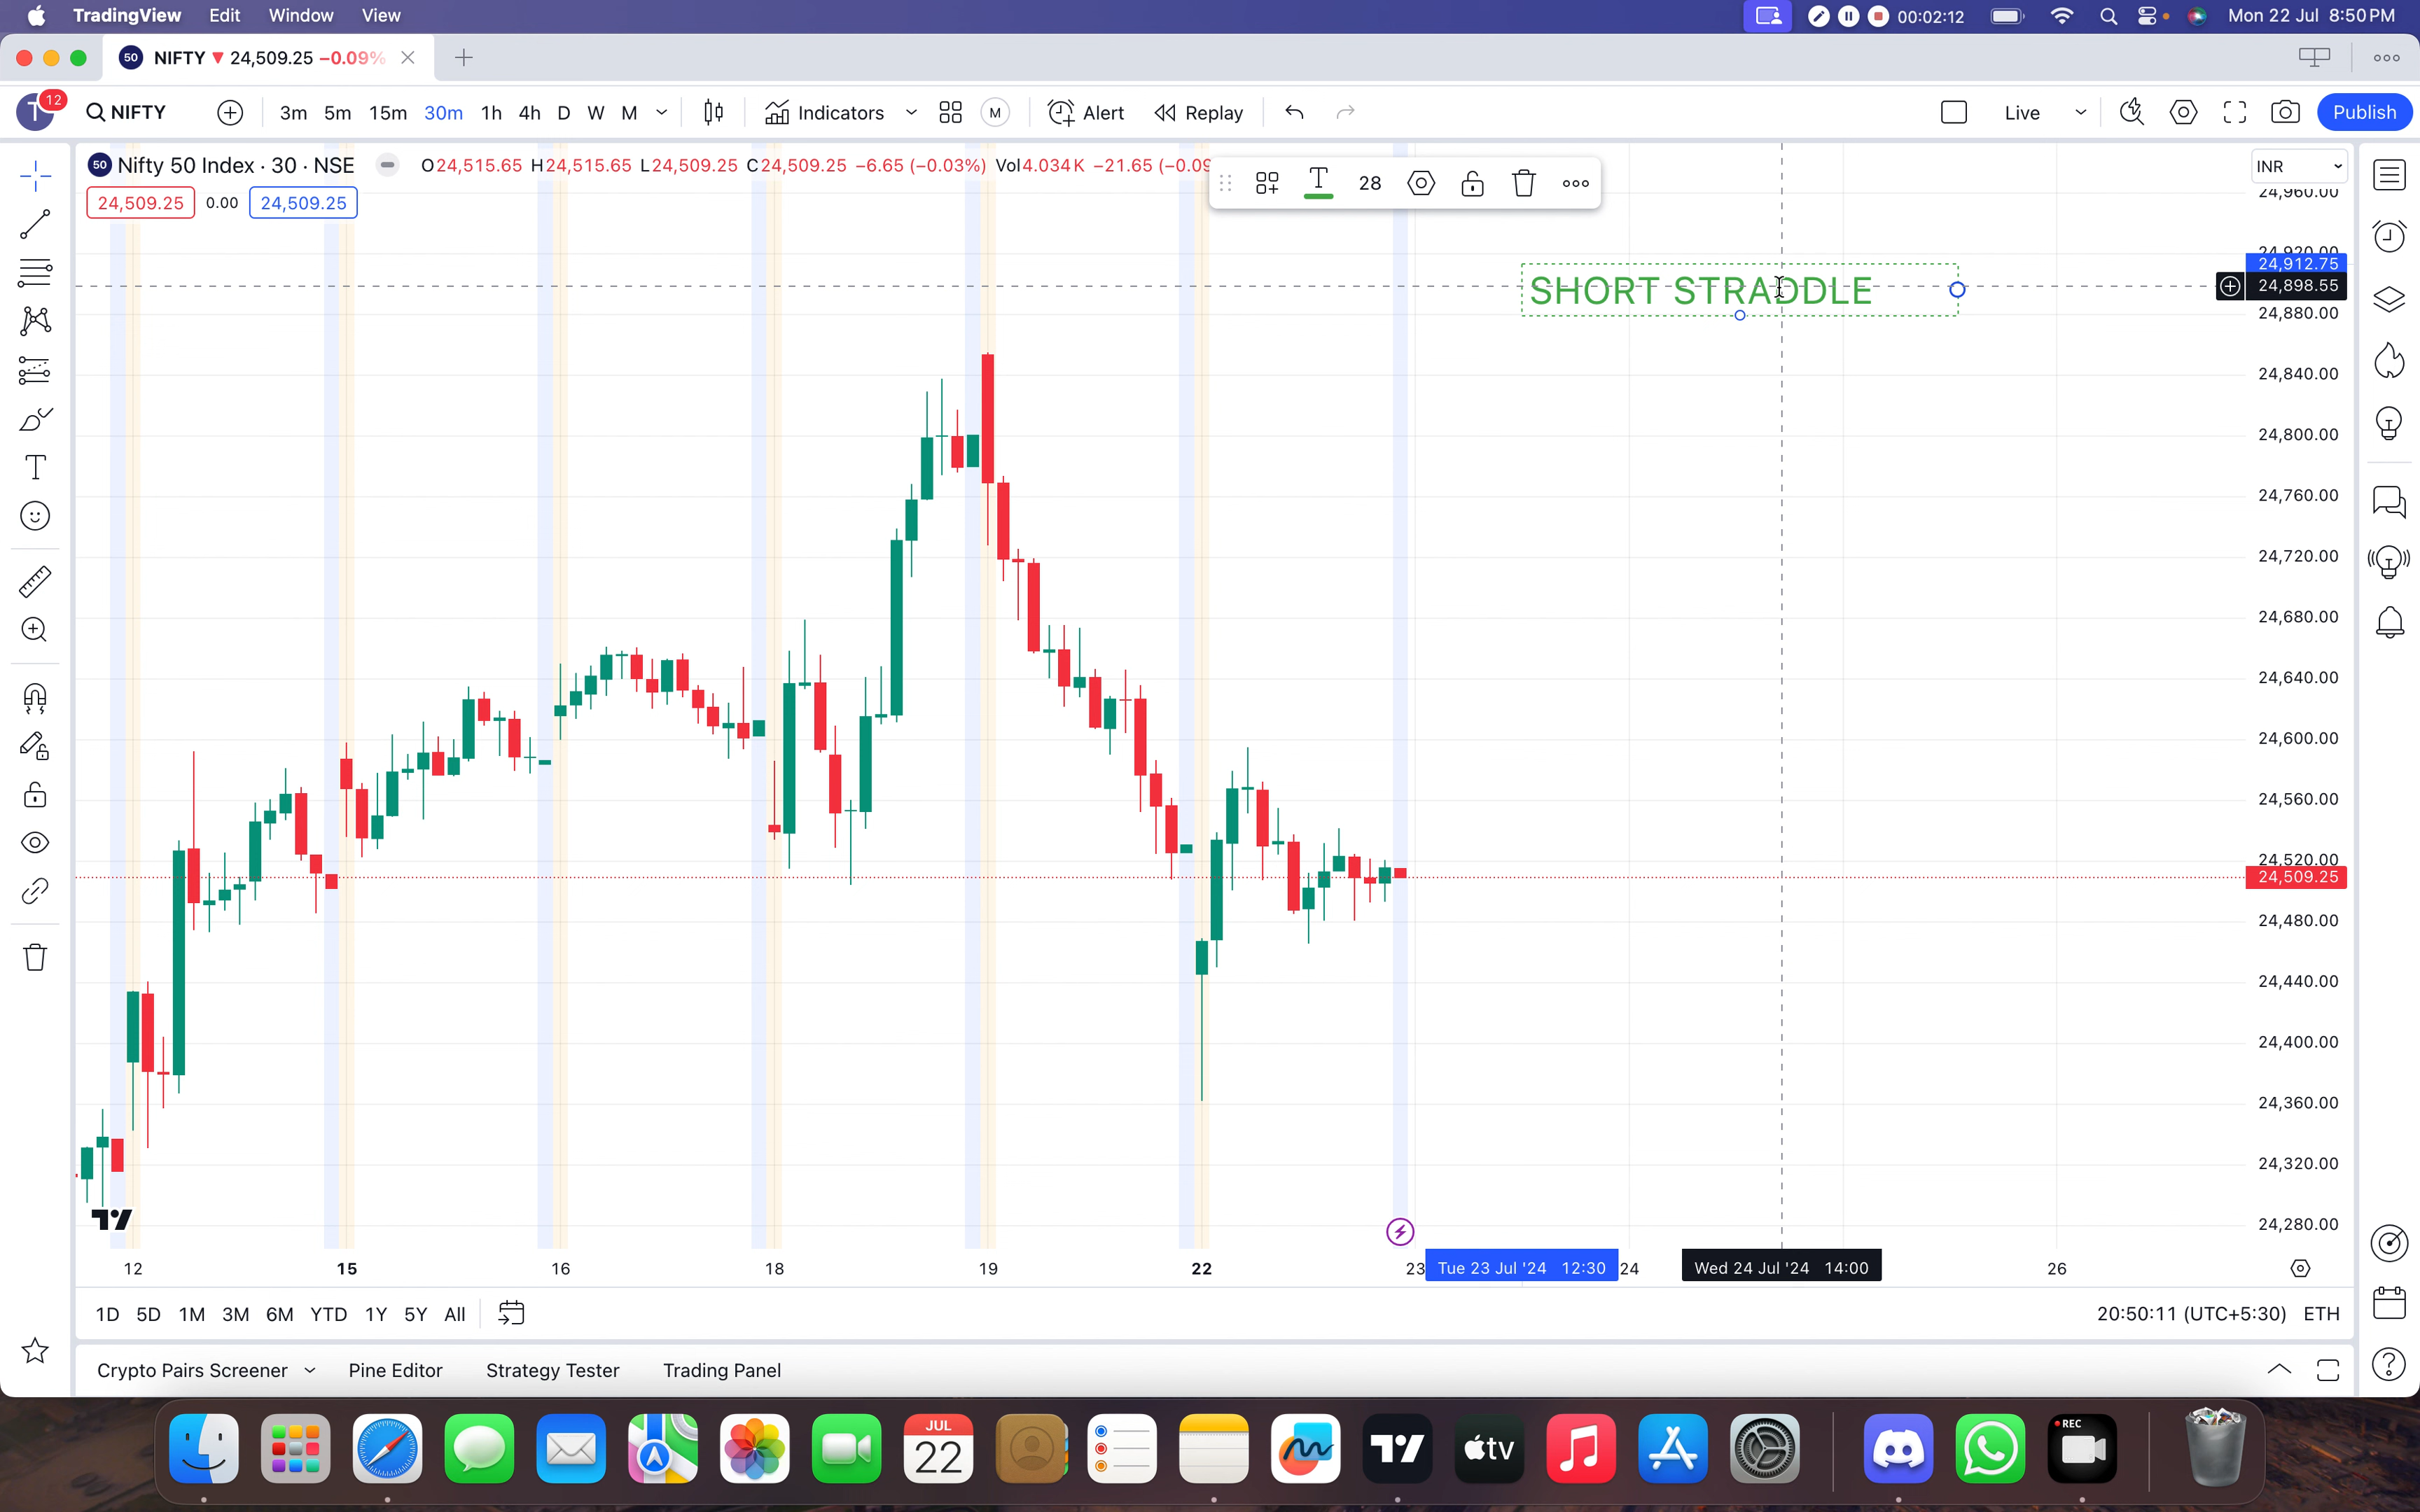 TradingView Edit Window View 00:02:12 Mon 22 Jul 8:50 PM
50 NIFTY ▼ 24,509.25 −0.09%
T 12 NIFTY 3m 5m 15m 30m 1h 4h D W M Indicators M Alert Replay Live Publish
50 Nifty 50 Index · 30 · NSE O24,515.65 H24,515.65 L24,509.25 C24,509.25 −6.65 (−0.03%) Vol4.034K −21.65 (−0.09
T 28
INR
24,509.25 0.00 24,509.25
24,960.00
24,920.00
24,912.75
24,898.55
SHORT STRADDLE
24,880.00
24,840.00
24,800.00
24,760.00
24,720.00
24,680.00
24,640.00
24,600.00
24,560.00
24,520.00
24,509.25
24,480.00
24,440.00
24,400.00
24,360.00
24,320.00
24,280.00
12 15 16 18 19 22 23 Tue 23 Jul '24 12:30 24 Wed 24 Jul '24 14:00 26
1D 5D 1M 3M 6M YTD 1Y 5Y All 20:50:11 (UTC+5:30) ETH
Crypto Pairs Screener Pine Editor Strategy Tester Trading Panel
JUL
22
tv
REC